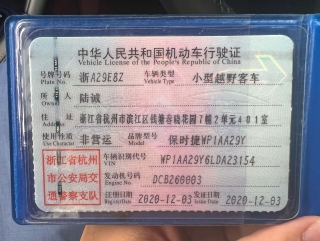 中华人民共和国机动车行驶证
Vehicle License of the People's Republic of China
号牌号码 浙A29E8Z 车辆类型 小型越野客车
Plate No. Vehicle Type
所有人 陆诚
Owner
住址 浙江省杭州市滨江区钱塘春晓花园7幢2单元401室
Address
使用性质 非营运 品牌型号 保时捷WP1AA29Y
Use Character Model
浙江省杭州
市公安局交
通警察支队
车辆识别代号 WP1AA29Y6LDA23154
VIN
发动机号码 DCB260003
Engine No.
注册日期 2020-12-03 发证日期 2020-12-03
Register Date Issue Date